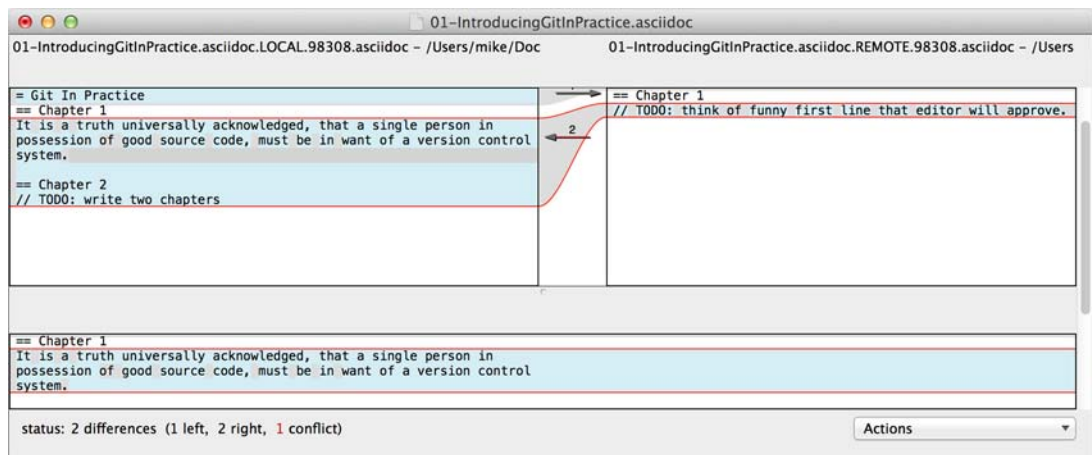 01-IntroducingGitInPractice.asciidoc
01-IntroducingGitInPractice.asciidoc.LOCAL.98308.asciidoc - /Users/mike/Doc
01-IntroducingGitInPractice.asciidoc.REMOTE.98308.asciidoc - /Users
= Git In Practice
== Chapter 1
It is a truth universally acknowledged, that a single person in
possession of good source code, must be in want of a version control
system.
== Chapter 2
// TODO: write two chapters
2
== Chapter 1
// TODO: think of funny first line that editor will approve.
== Chapter 1
It is a truth universally acknowledged, that a single person in
possession of good source code, must be in want of a version control
system.
status: 2 differences (1 left, 2 right, 1 conflict)
Actions